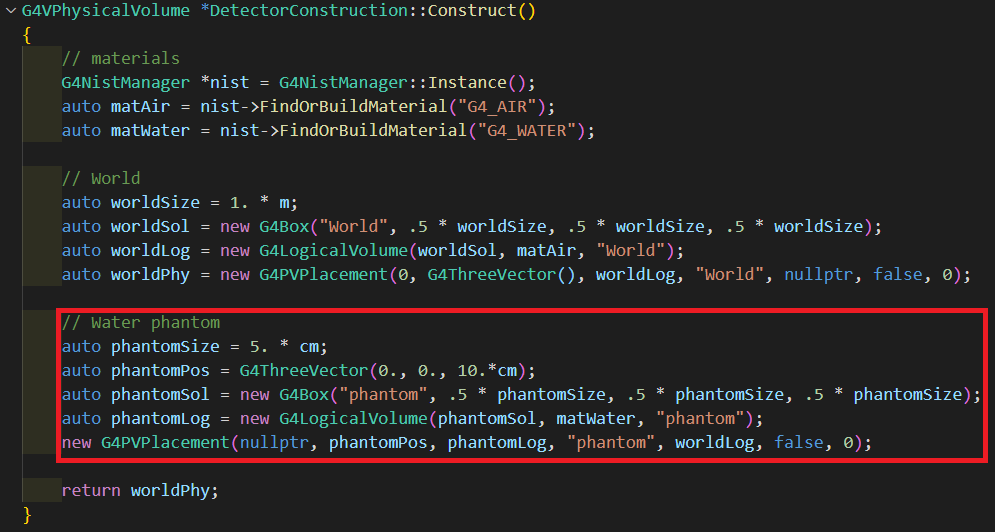 G4VPhysicalVolume *DetectorConstruction::Construct()
{
    // materials
    G4NistManager *nist = G4NistManager::Instance();
    auto matAir = nist->FindOrBuildMaterial("G4_AIR");
    auto matWater = nist->FindOrBuildMaterial("G4_WATER");

    // World
    auto worldSize = 1. * m;
    auto worldSol = new G4Box("World", .5 * worldSize, .5 * worldSize, .5 * worldSize);
    auto worldLog = new G4LogicalVolume(worldSol, matAir, "World");
    auto worldPhy = new G4PVPlacement(0, G4ThreeVector(), worldLog, "World", nullptr, false, 0);

    // Water phantom
    auto phantomSize = 5. * cm;
    auto phantomPos = G4ThreeVector(0., 0., 10.*cm);
    auto phantomSol = new G4Box("phantom", .5 * phantomSize, .5 * phantomSize, .5 * phantomSize);
    auto phantomLog = new G4LogicalVolume(phantomSol, matWater, "phantom");
    new G4PVPlacement(nullptr, phantomPos, phantomLog, "phantom", worldLog, false, 0);

    return worldPhy;
}